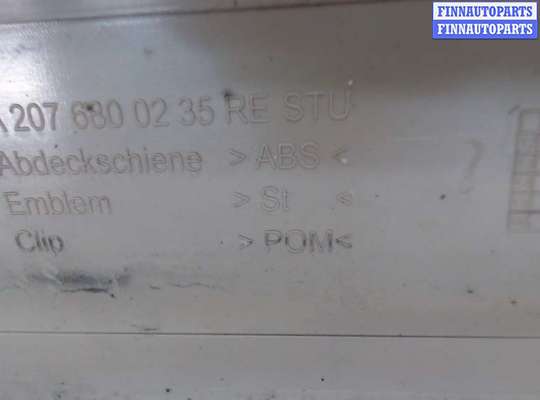 FINNAUTOPARTS
FINNAUTOPARTS
A 207 680 02 35 RE STU
Abdeckschiene > ABS <
Emblem > St <
Clip > POM<